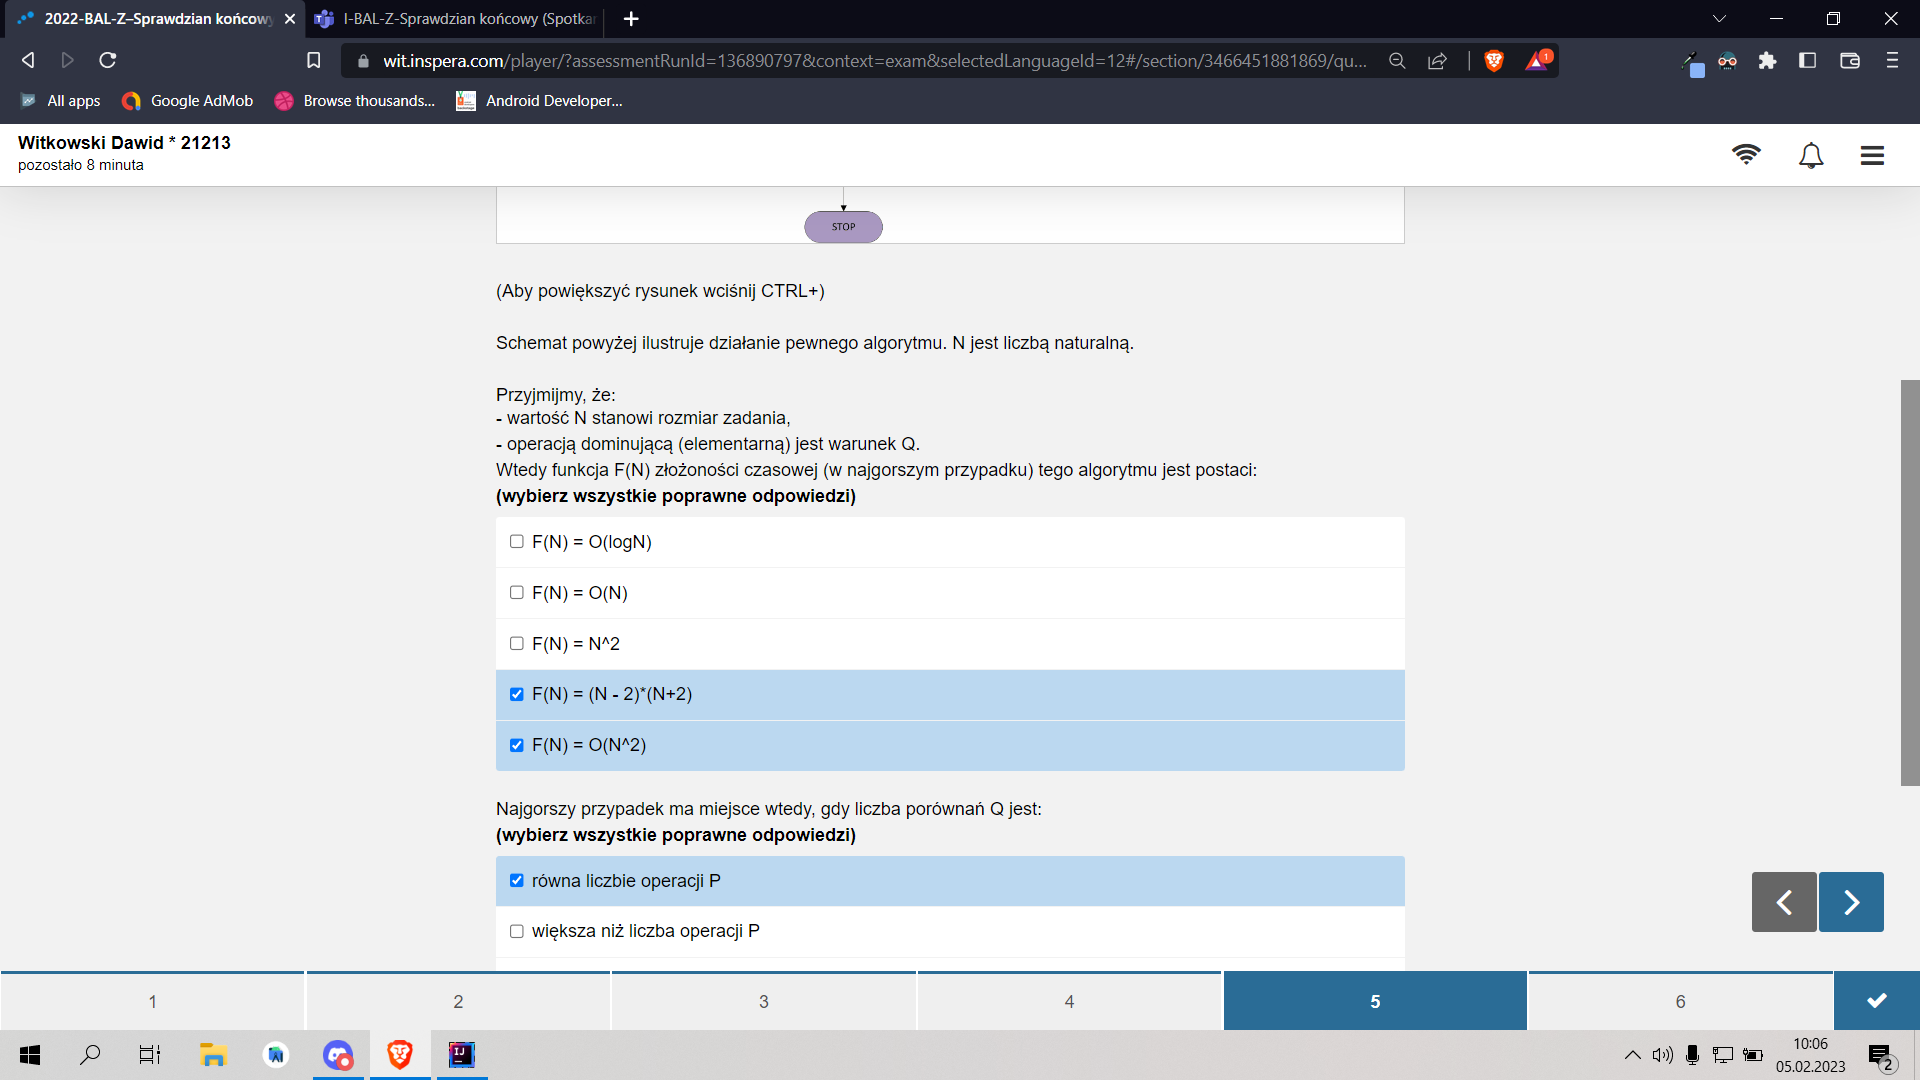 2022-BAL-Z–Sprawdzian końcowy
I-BAL-Z-Sprawdzian końcowy (Spotkan
wit.inspera.com/player/?assessmentRunId=136890797&context=exam&selectedLanguageId=12#/section/3466451881869/qu...
1
All apps
Google AdMob
Browse thousands...
Android Developer...
Witkowski Dawid * 21213
pozostało 8 minuta
STOP
(Aby powiększyć rysunek wciśnij CTRL+)
Schemat powyżej ilustruje działanie pewnego algorytmu. N jest liczbą naturalną.
Przyjmijmy, że:
- wartość N stanowi rozmiar zadania,
- operacją dominującą (elementarną) jest warunek Q.
Wtedy funkcja F(N) złożoności czasowej (w najgorszym przypadku) tego algorytmu jest postaci:
(wybierz wszystkie poprawne odpowiedzi)
F(N) = O(logN)
F(N) = O(N)
F(N) = N^2
F(N) = (N - 2)*(N+2)
F(N) = O(N^2)
Najgorszy przypadek ma miejsce wtedy, gdy liczba porównań Q jest:
(wybierz wszystkie poprawne odpowiedzi)
równa liczbie operacji P
większa niż liczba operacji P
1
2
3
4
5
6
IJ
10:06
05.02.2023
2